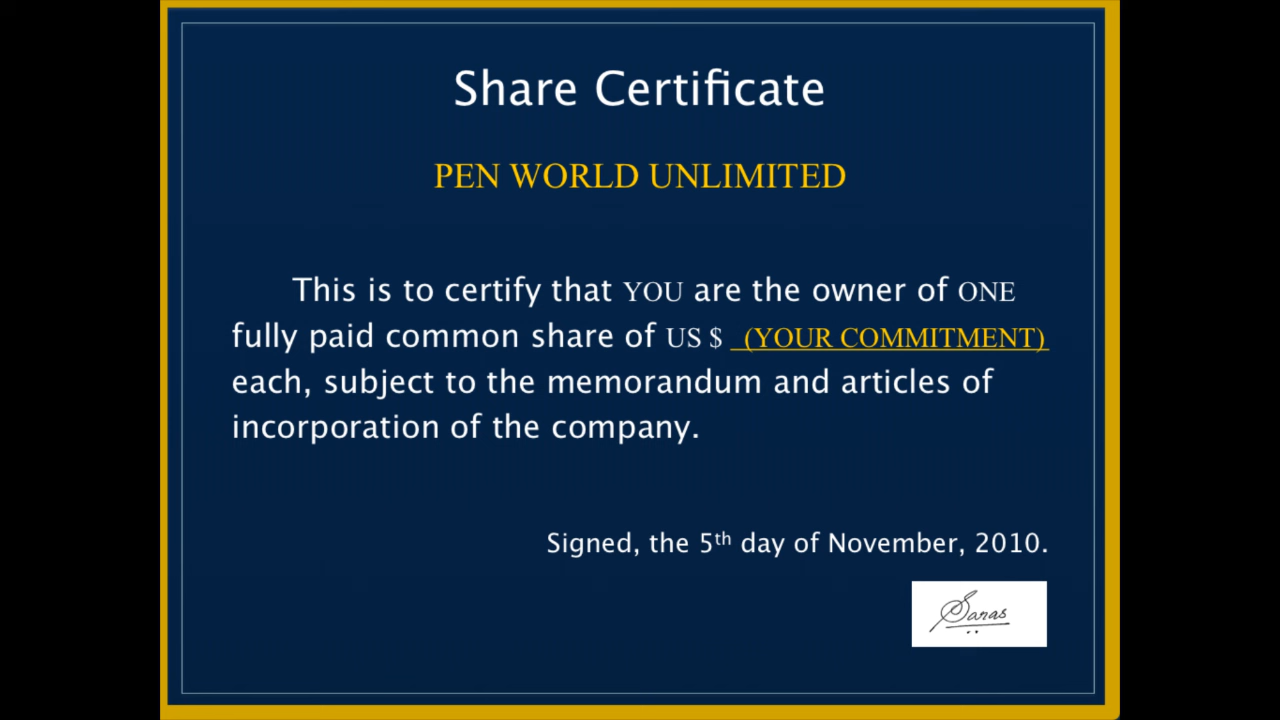 Share Certificate
PEN WORLD UNLIMITED
This is to certify that YOU are the owner of ONE
fully paid common share of US $ (YOUR COMMITMENT)
each, subject to the memorandum and articles of
incorporation of the company.
Signed, the 5th day of November, 2010.
Saras